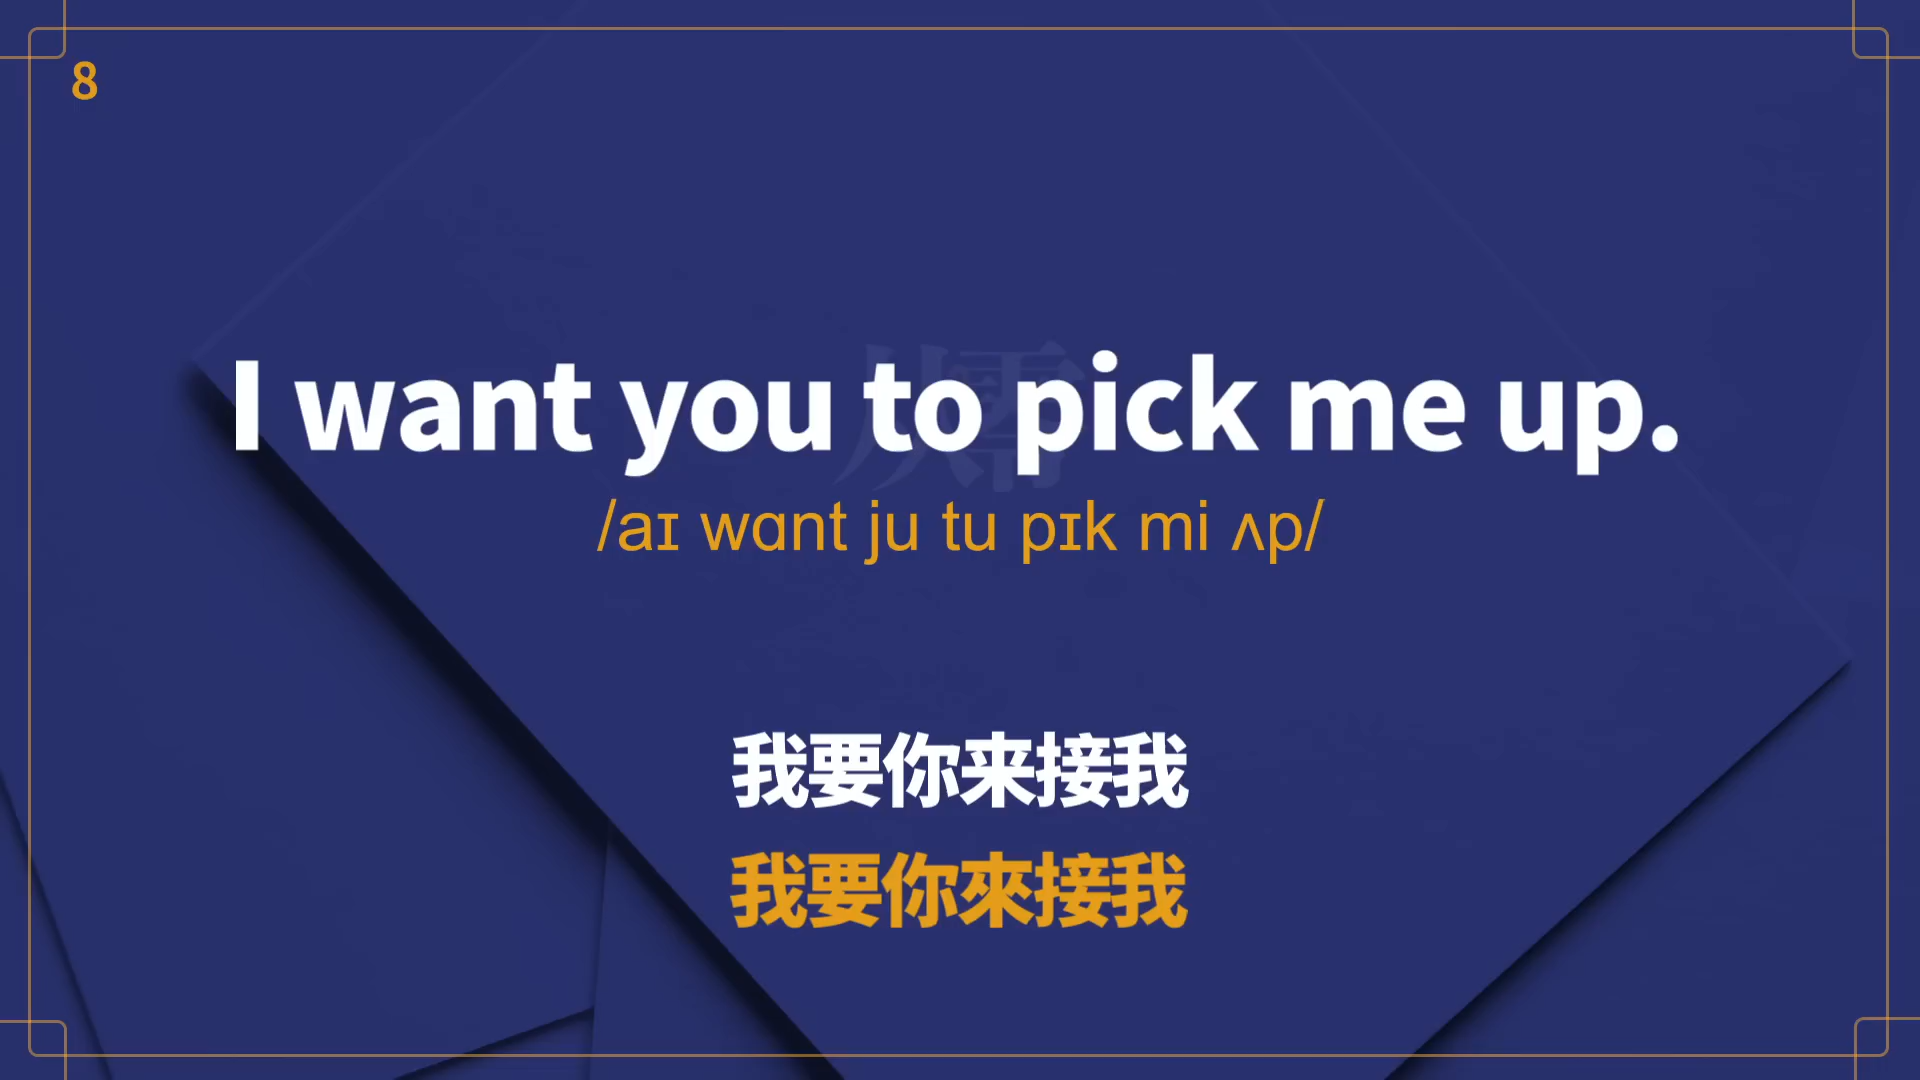 8
I want you to pick me up.
/aɪ wɑnt ju tu pɪk mi ʌp/
我要你来接我
我要你來接我